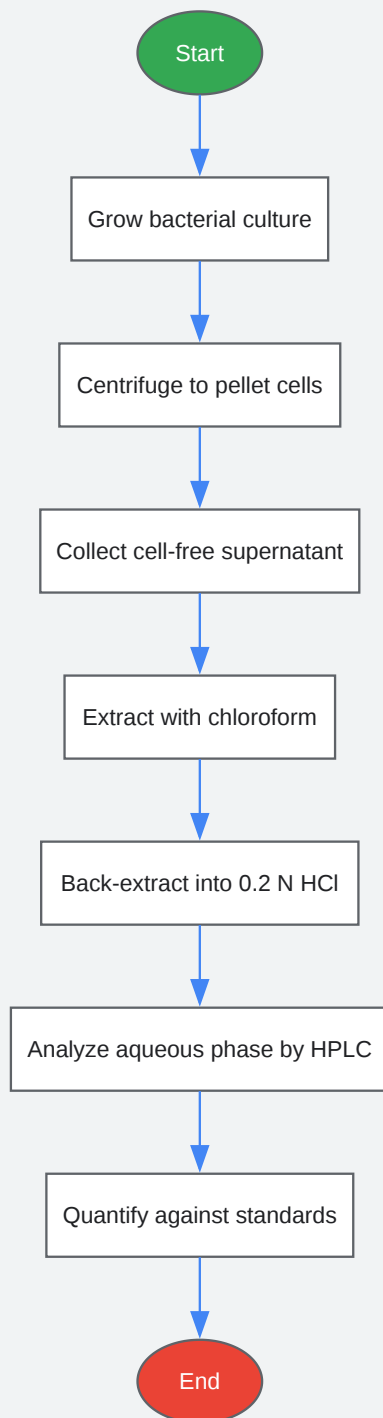 Start
Grow bacterial culture
Centrifuge to pellet cells
Collect cell-free supernatant
Extract with chloroform
Back-extract into 0.2 N HCl
Analyze aqueous phase by HPLC
Quantify against standards
End